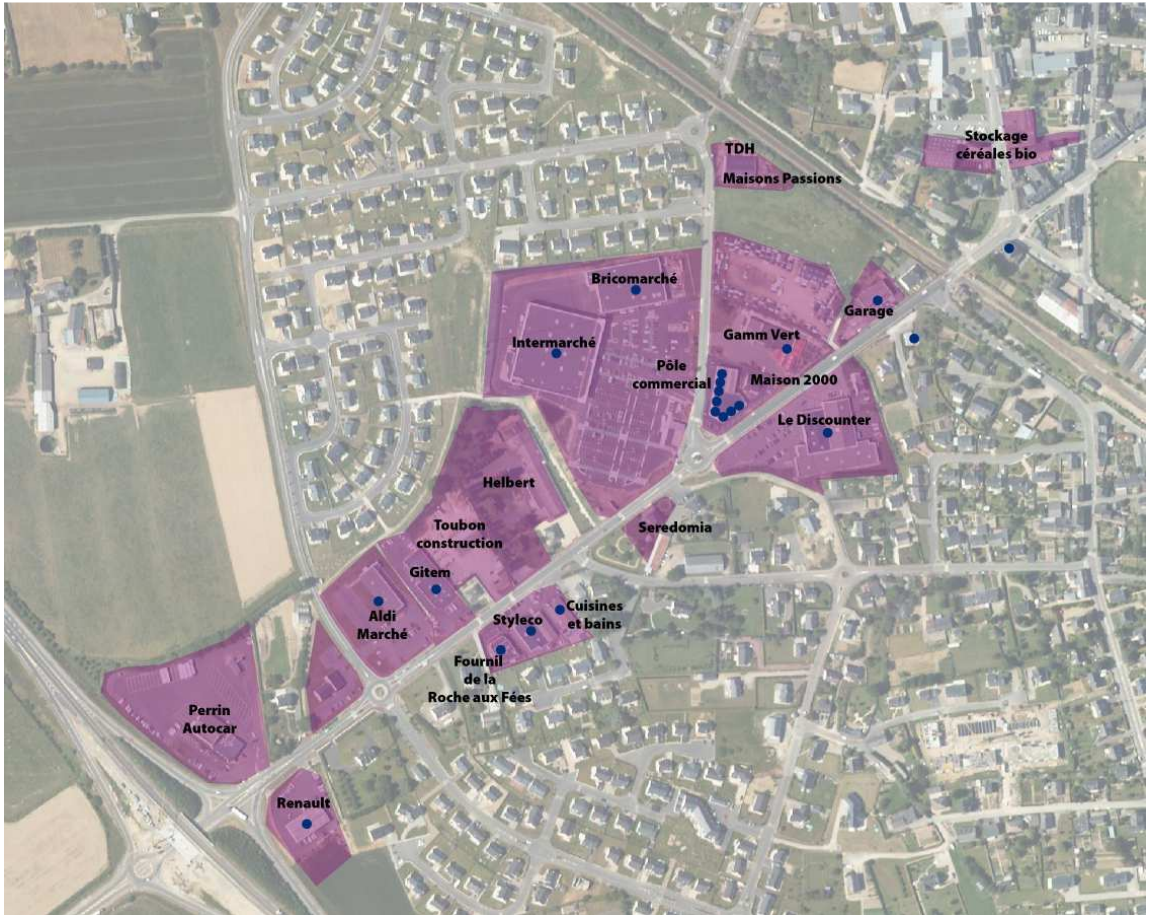 Stockage
céréales bio
TDH
Maisons Passions
Bricomarché
Garage
Intermarché
Gamm Vert
Pôle
commercial
Maison 2000
Le Discounter
Helbert
Toubon
construction
Seredomia
Gitem
Aldi
Marché
Styleco
Cuisines
et bains
Fournil
de la
Roche aux Fées
Perrin
Autocar
Renault